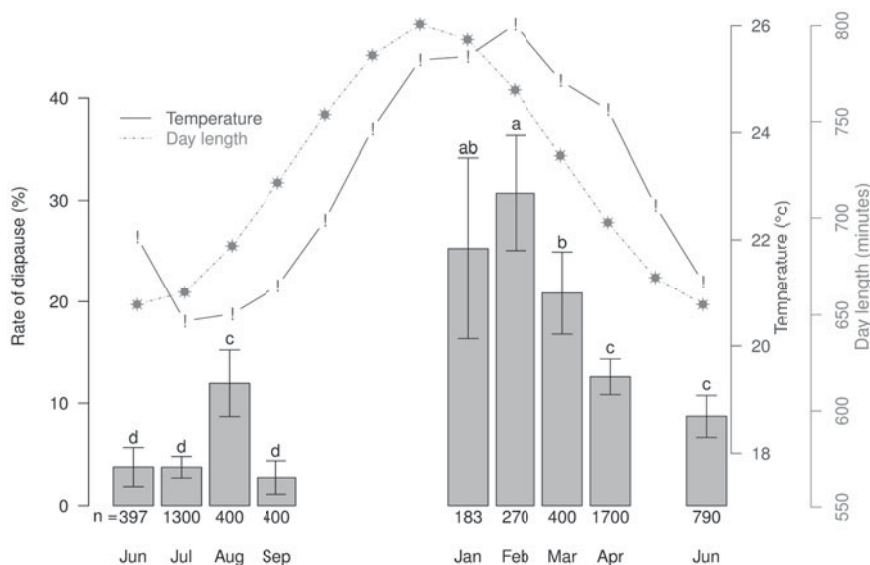 Temperature
Day length
Rate of diapause (%)
40
30
20
10
0
d
d
c
d
ab
a
b
c
c
n =397
1300
400
400
183
270
400
1700
790
Jun
Jul
Aug
Sep
Jan
Feb
Mar
Apr
Jun
Temperature (°c)
26
24
22
20
18
Day length (minutes)
800
750
700
650
600
550